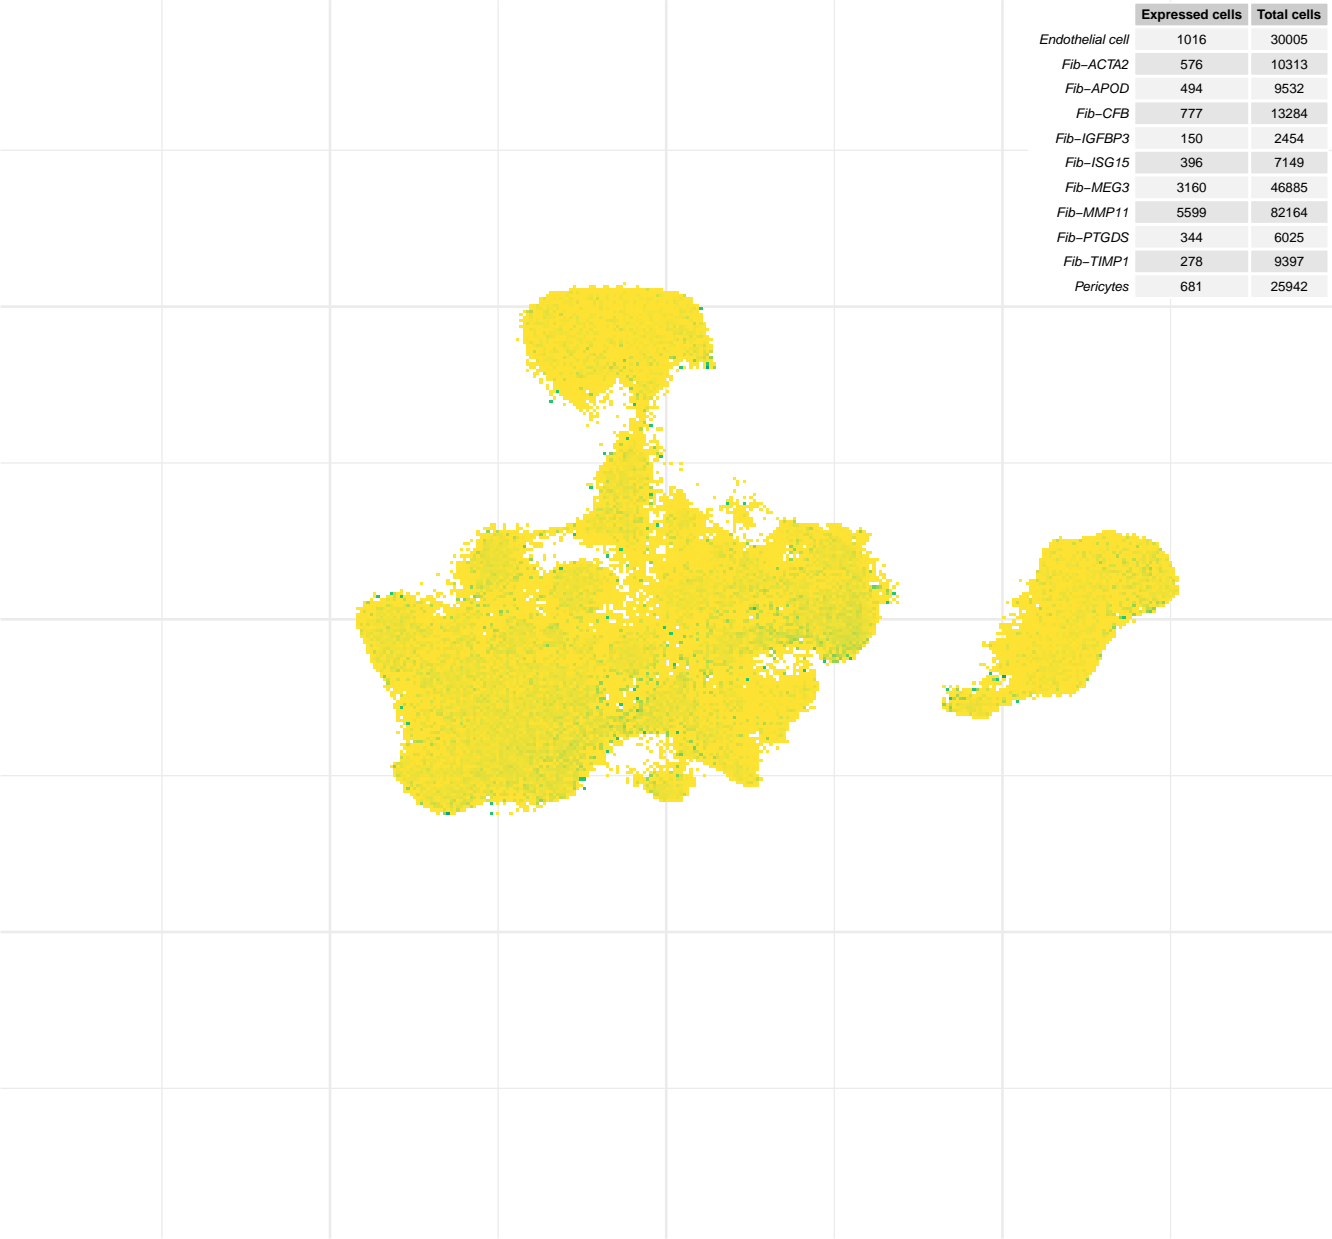 Expressed cells Total cells
Endothelial cell 1016 30005
Fib−ACTA2 576 10313
Fib−APOD 494 9532
Fib−CFB 777 13284
Fib−IGFBP3 150 2454
Fib−ISG15 396 7149
Fib−MEG3 3160 46885
Fib−MMP11 5599 82164
Fib−PTGDS 344 6025
Fib−TIMP1 278 9397
Pericytes 681 25942